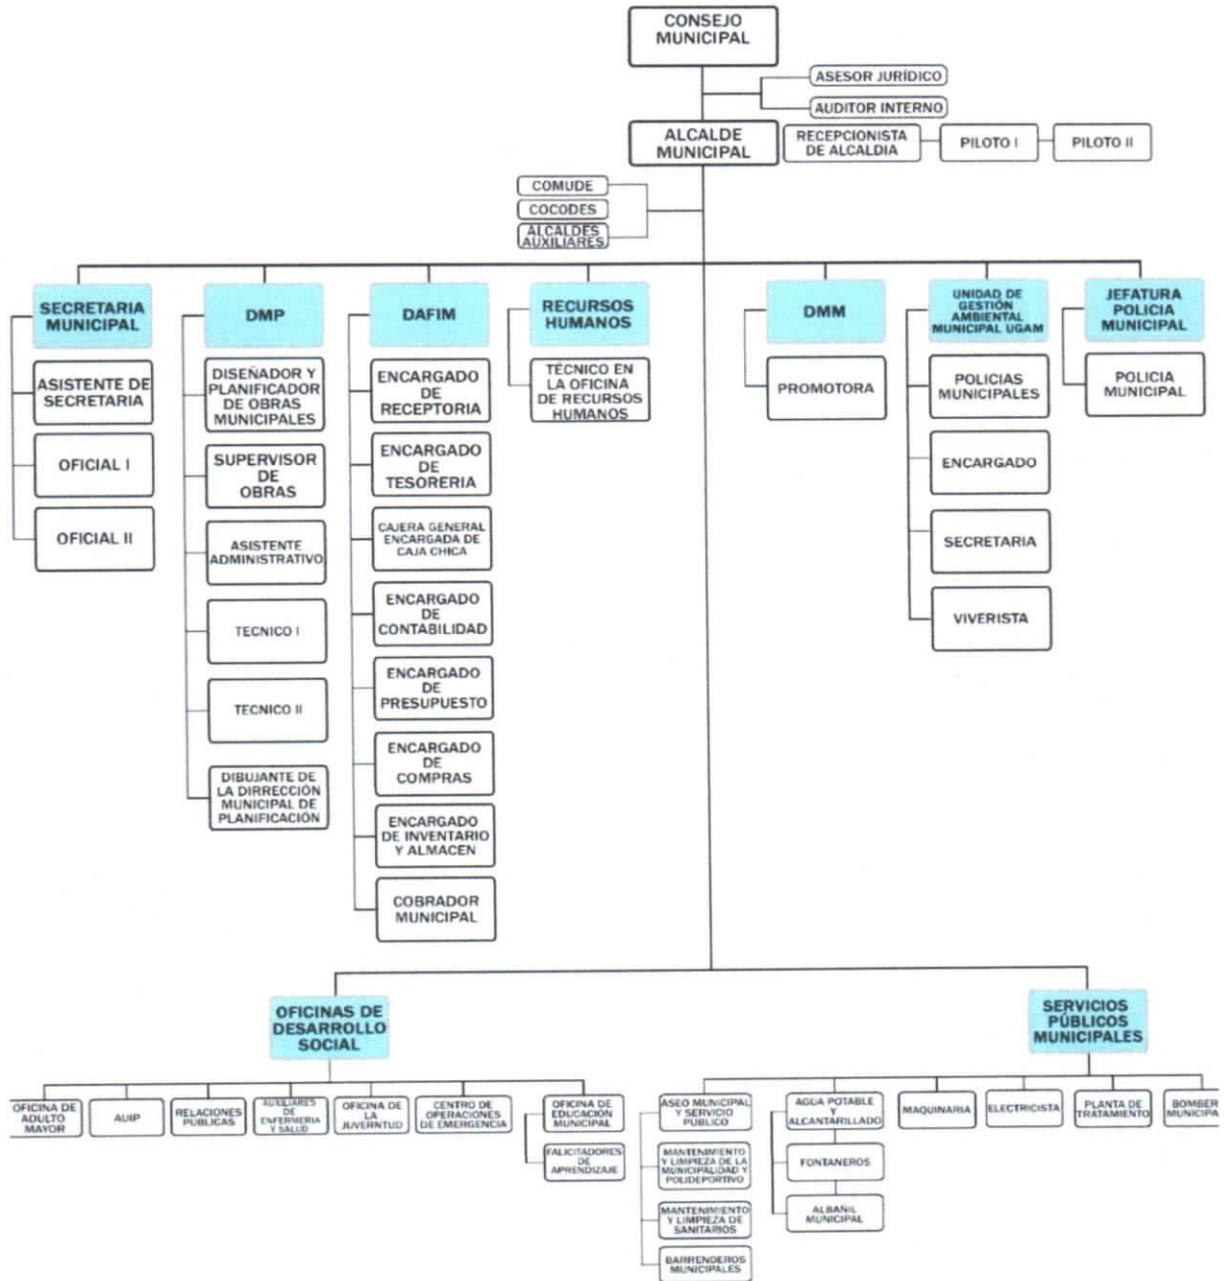 CONSEJO
MUNICIPAL
ASESOR JURÍDICO
AUDITOR INTERNO
ALCALDE
MUNICIPAL
RECEPCIONISTA
DE ALCALDIA
PILOTO I
PILOTO II
COMUDE
COCODES
ALCALDES
AUXILIARES
SECRETARIA
MUNICIPAL
ASISTENTE DE
SECRETARIA
OFICIAL I
OFICIAL II
DMP
DISEÑADOR Y
PLANIFICADOR
DE OBRAS
MUNICIPALES
SUPERVISOR
DE
OBRAS
ASISTENTE
ADMINISTRATIVO
TECNICO I
TECNICO II
DIBUJANTE DE
LA DIRRECCIÓN
MUNICIPAL DE
PLANIFICACIÓN
DAFIM
ENCARGADO
DE
RECEPTORIA
ENCARGADO
DE
TESORERIA
CAJERA GENERAL
ENCARGADA DE
CAJA CHICA
ENCARGADO
DE
CONTABILIDAD
ENCARGADO
DE
PRESUPUESTO
ENCARGADO
DE
COMPRAS
ENCARGADO
DE INVENTARIO
Y ALMACEN
COBRADOR
MUNICIPAL
RECURSOS
HUMANOS
TÉCNICO EN
LA OFICINA
DE RECURSOS
HUMANOS
DMM
PROMOTORA
UNIDAD DE
GESTIÓN
AMBIENTAL
MUNICIPAL UGAM
POLICIAS
MUNICIPALES
ENCARGADO
SECRETARIA
VIVERISTA
JEFATURA
POLICIA
MUNICIPAL
POLICIA
MUNICIPAL
OFICINAS DE
DESARROLLO
SOCIAL
OFICINA DE
ADULTO
MAYOR
AUIP
RELACIONES
PUBLICAS
AUXILIARES
DE
ENFERMERIA
Y SALUD
OFICINA DE
LA
JUVERNTUD
CENTRO DE
OPERACIONES
DE EMERGENCIA
OFICINA DE
EDUCACIÓN
MUNICIPAL
FALICITADORES
DE
APRENDIZAJE
SERVICIOS
PÚBLICOS
MUNICIPALES
ASEO MUNICIPAL
Y SERVICIO
PÚBLICO
MANTENIMIENTO
Y LIMPIEZA DE LA
MUNICIPALIDAD Y
POLIDEPORTIVO
MANTENIMIENTO
Y LIMPIEZA DE
SANITARIOS
BARRENDEROS
MUNICIPALES
AGUA POTABLE
Y
ALCANTARILLADO
FONTANEROS
ALBAÑIL
MUNICIPAL
MAQUINARIA
ELECTRICISTA
PLANTA DE
TRATAMIENTO
BOMBER
MUNICIPA